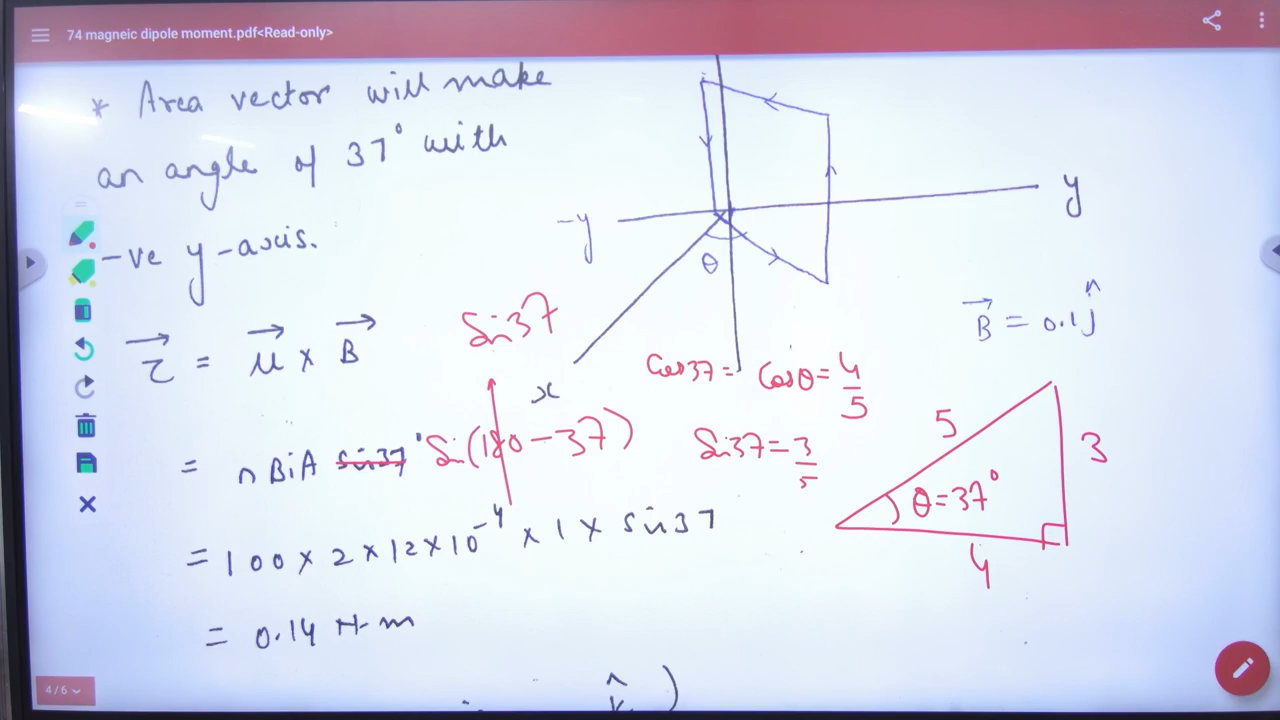 74 magneic dipole moment.pdf<Read-only>
* Area vector will make
an angle of 37° with
-ve y-axis.
-y
y
θ
x
B⃗ = 0.1ĵ
τ⃗ = μ⃗ × B⃗
Sin37
Cos37 = Cosθ = 4/5
= nBiA sin37 Sin(180-37)
Sin37 = 3/5
5
3
θ=37°
4
= 100 × 2 × 12 × 10⁻⁴ × 1 × sin37
= 0.14 N-m
k̂ )
4 / 6